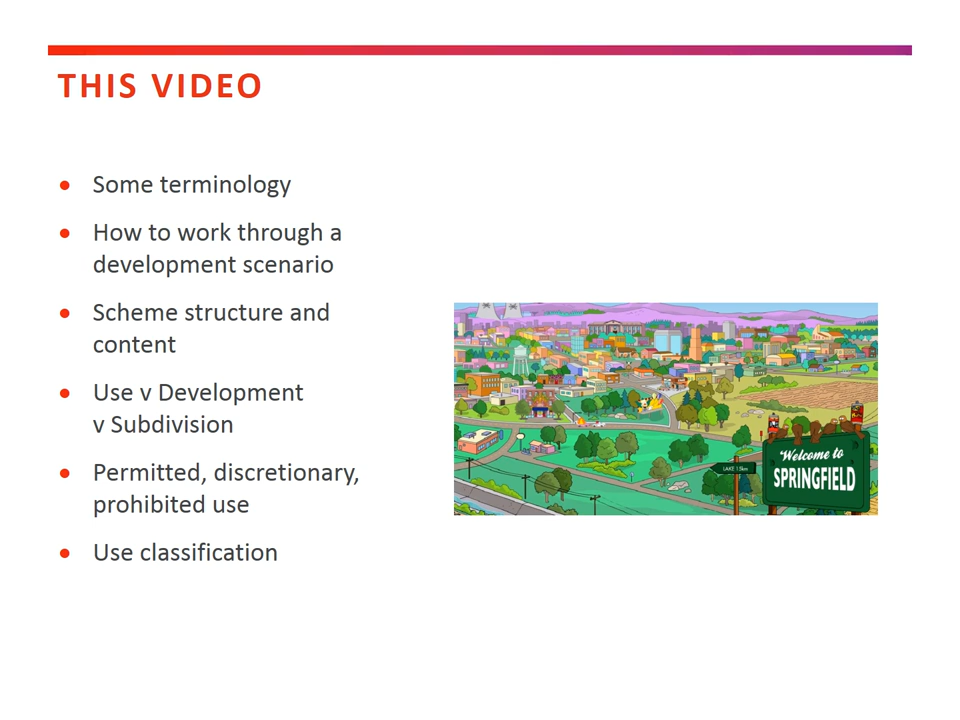 THIS VIDEO
Some terminology
How to work through a
development scenario
Scheme structure and
content
Use v Development
v Subdivision
Permitted, discretionary,
prohibited use
Use classification
LAKE 15km
Welcome to
SPRINGFIELD